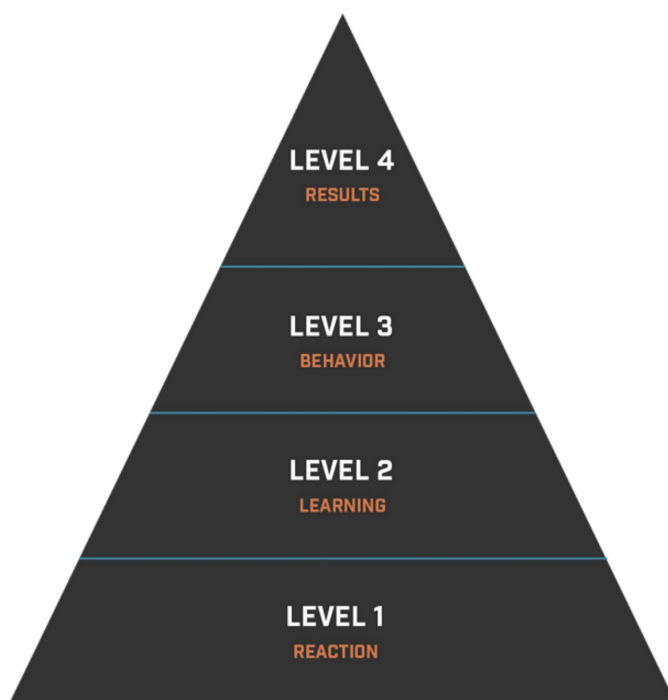 LEVEL 4
RESULTS
LEVEL 3
BEHAVIOR
LEVEL 2
LEARNING
LEVEL 1
REACTION